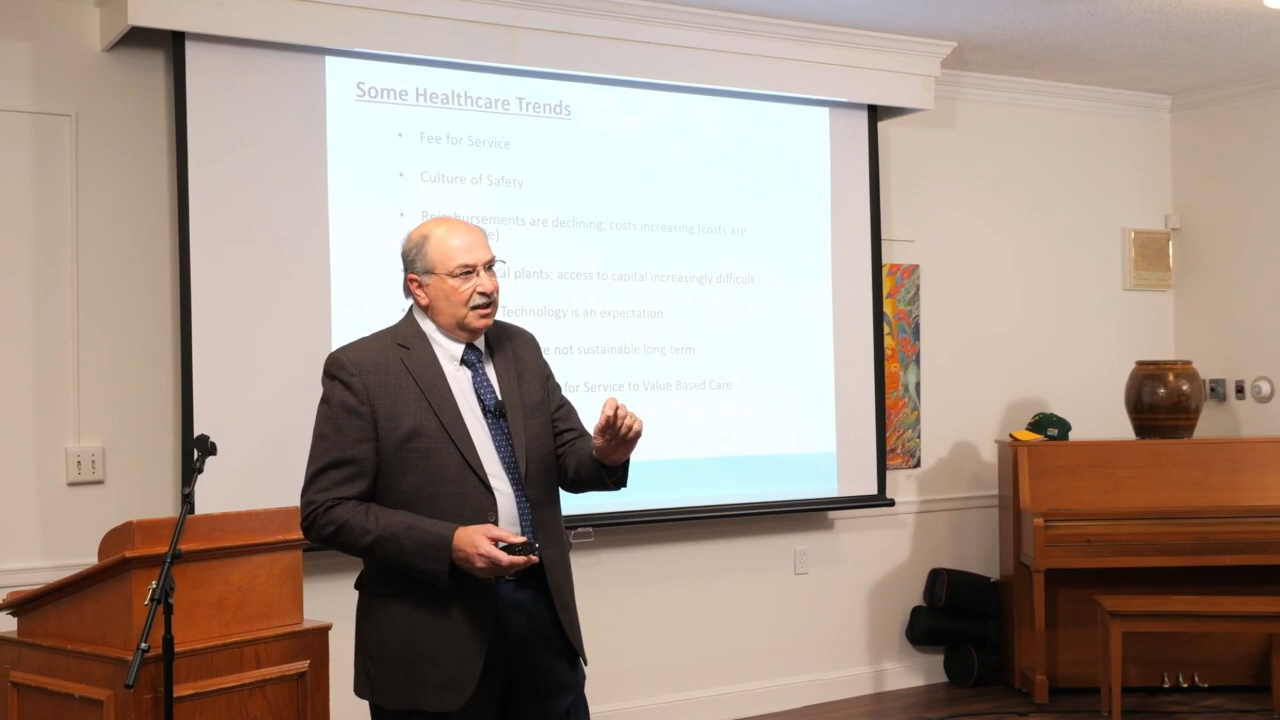 Some Healthcare Trends
• Fee for Service
• Culture of Safety
• Reimbursements are declining; costs increasing (costs are
• plants; access to capital increasingly difficult
Technology is an expectation
not sustainable long-term
for Service to Value Based Care